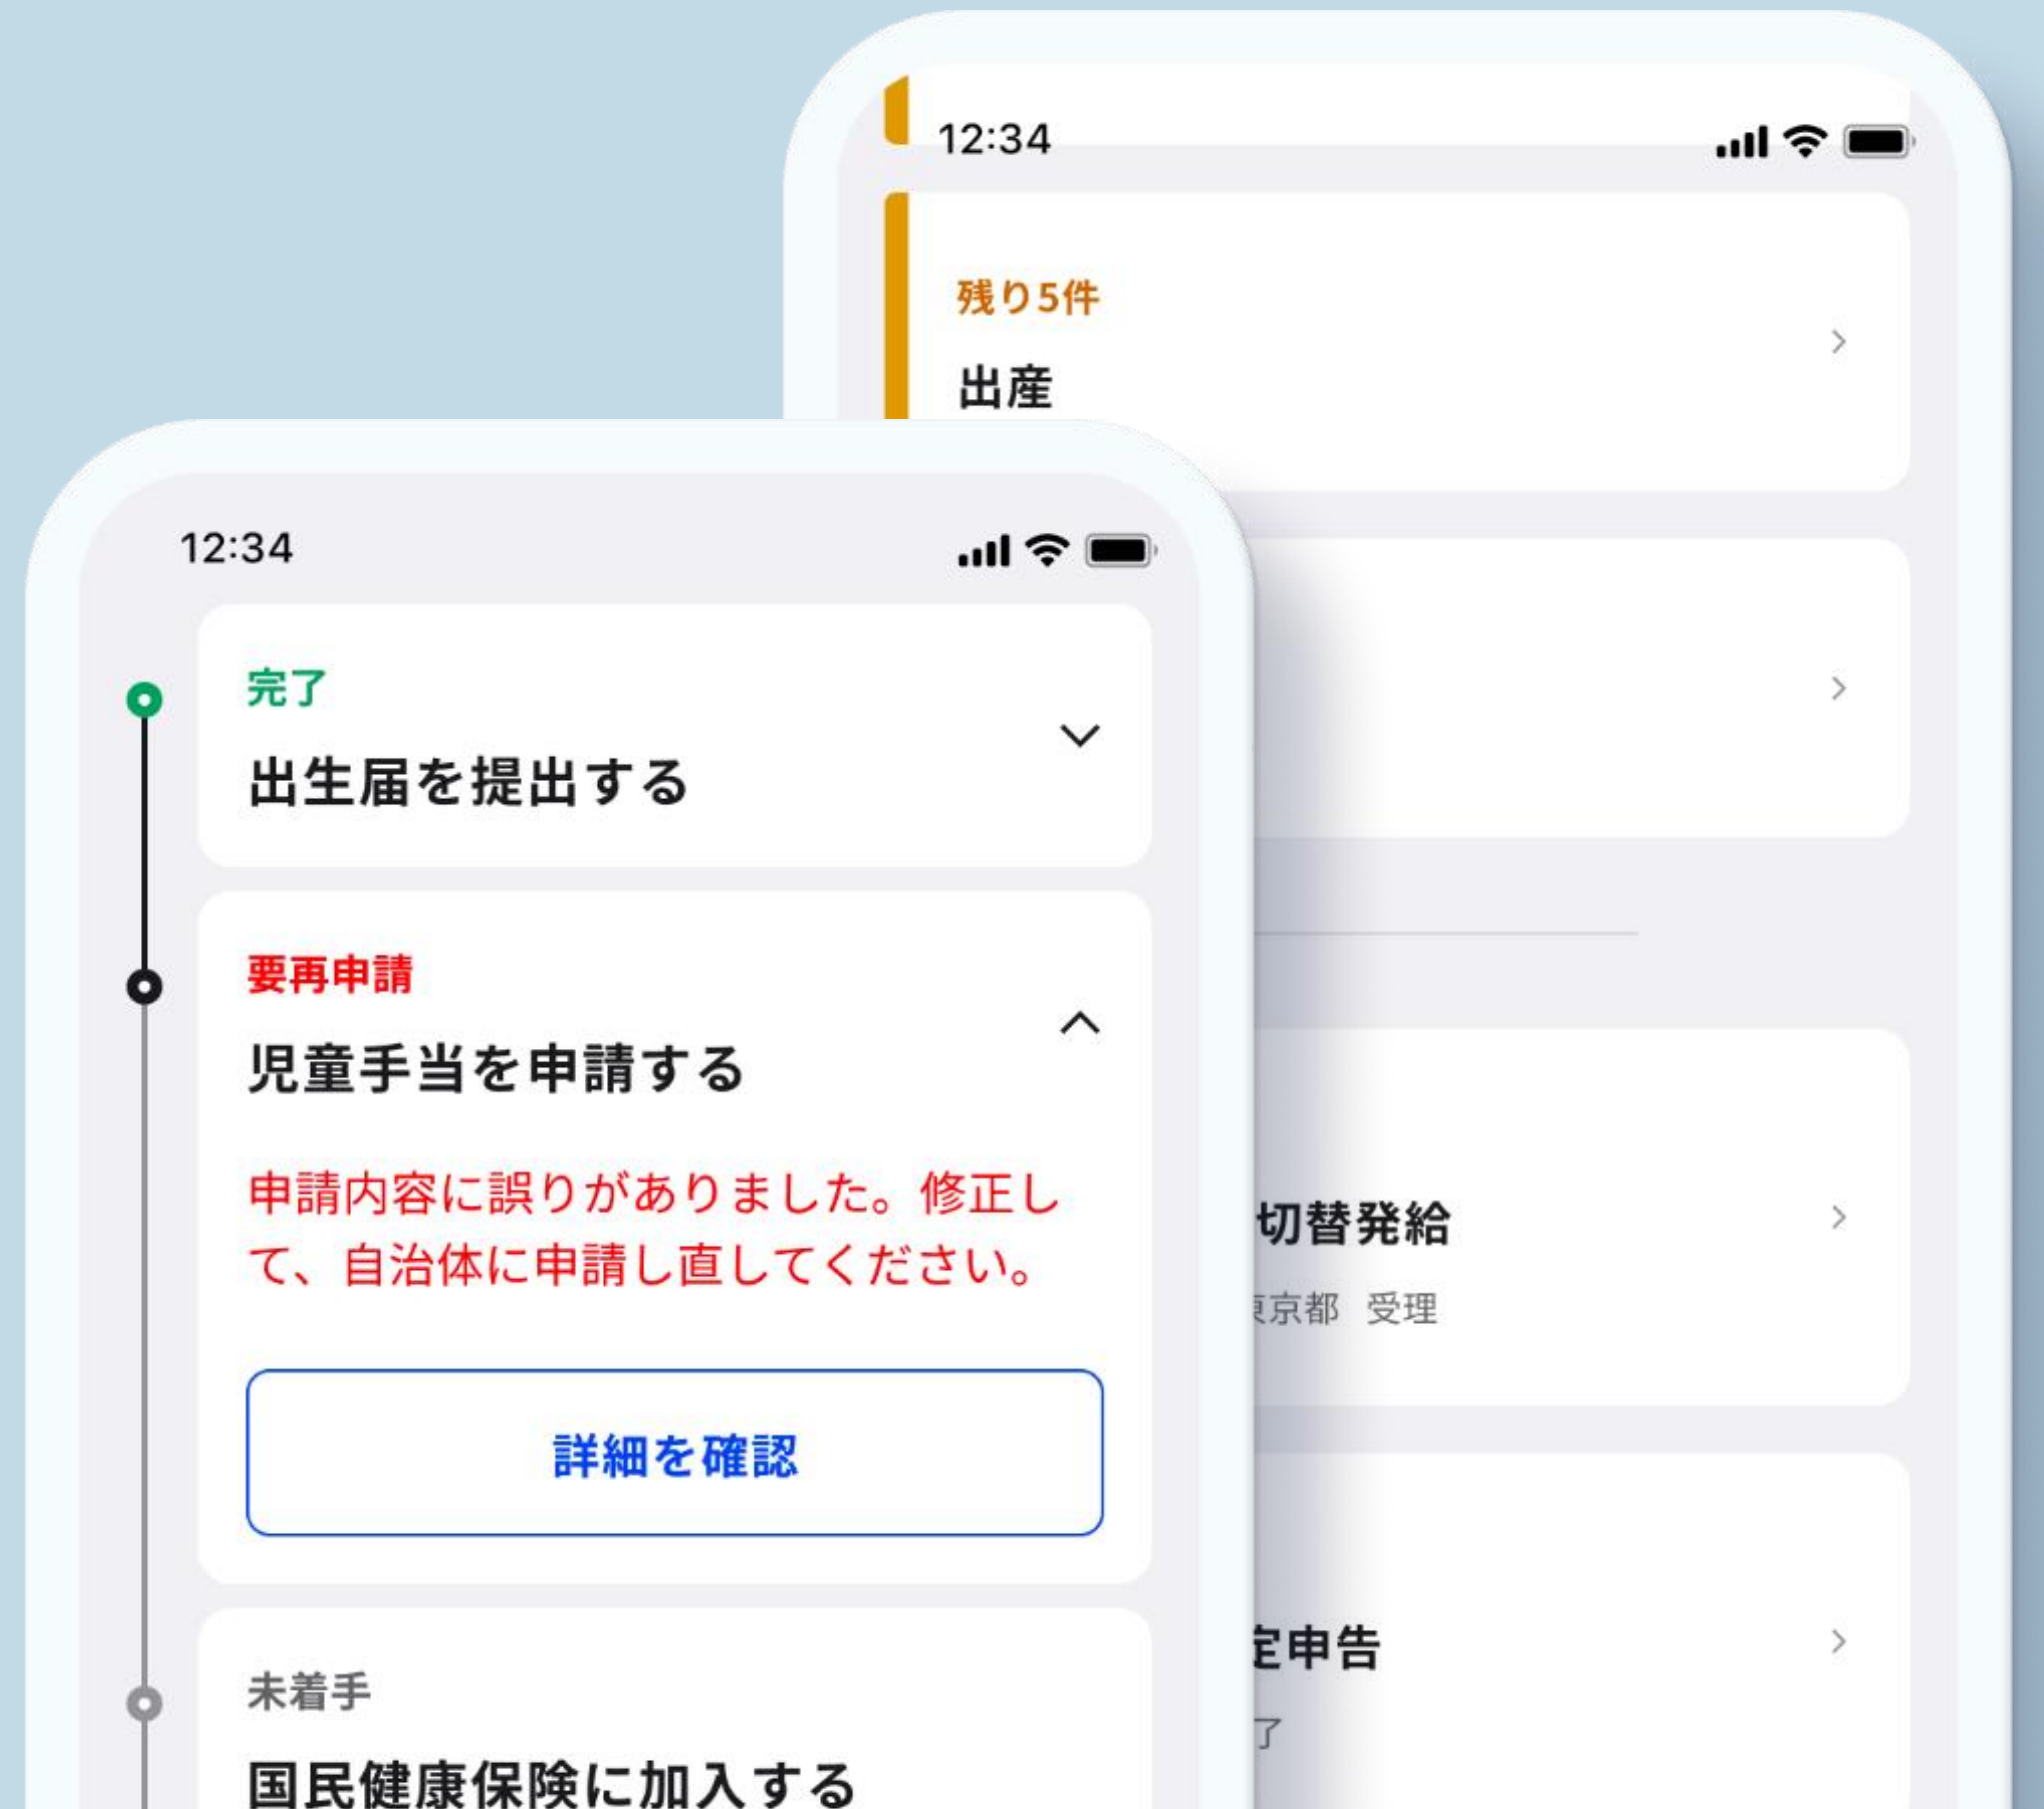 12:34
残り5件
出産
切替発給
京都 受理
定申告
了
12:34
完了
出生届を提出する
要再申請
児童手当を申請する
申請内容に誤りがありました。修正し
て、自治体に申請し直してください。
詳細を確認
未着手
国民健康保険に加入する